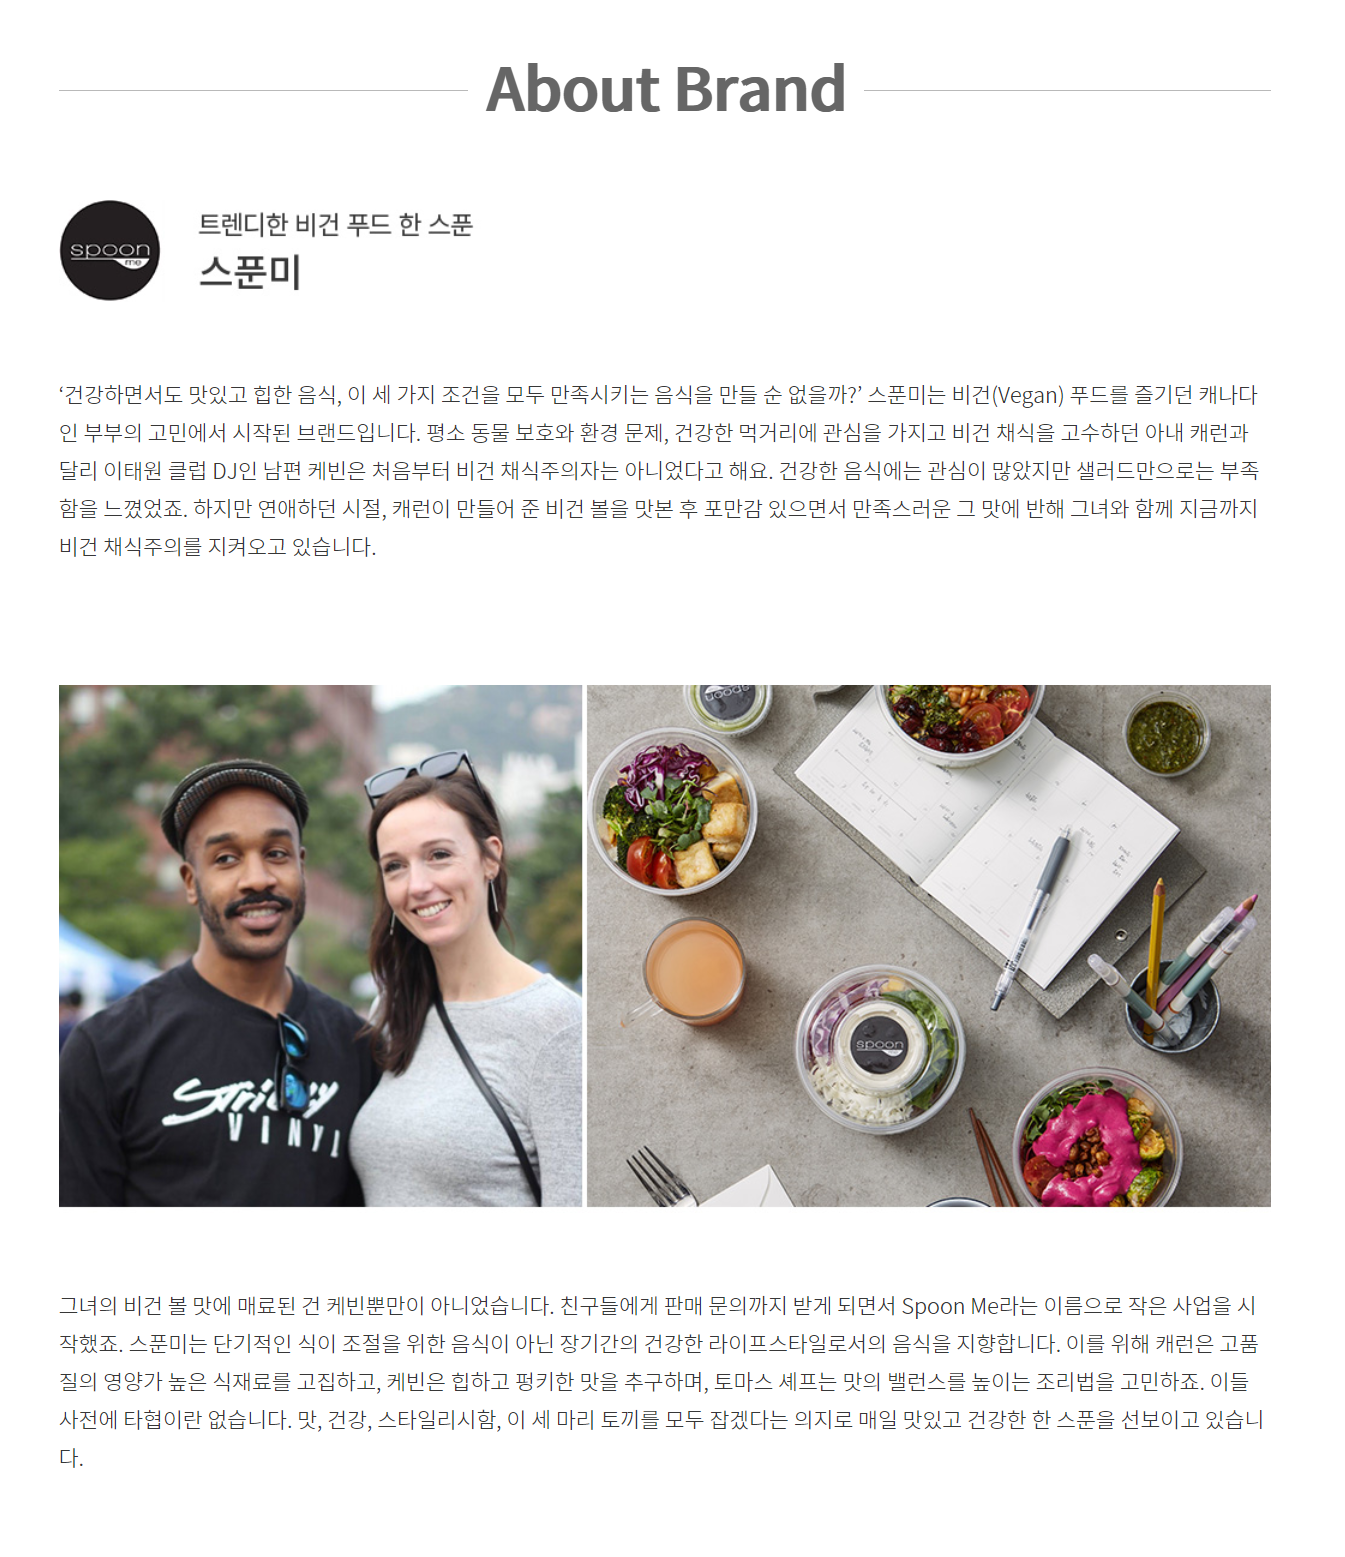 About Brand
spoon
me
트렌디한 비건 푸드 한 스푼
스푼미
‘건강하면서도 맛있고 힙한 음식, 이 세 가지 조건을 모두 만족시키는 음식을 만들 순 없을까?’ 스푼미는 비건(Vegan) 푸드를 즐기던 캐나다
인 부부의 고민에서 시작된 브랜드입니다. 평소 동물 보호와 환경 문제, 건강한 먹거리에 관심을 가지고 비건 채식을 고수하던 아내 캐런과
달리 이태원 클럽 DJ인 남편 케빈은 처음부터 비건 채식주의자는 아니었다고 해요. 건강한 음식에는 관심이 많았지만 샐러드만으로는 부족
함을 느꼈었죠. 하지만 연애하던 시절, 캐런이 만들어 준 비건 볼을 맛본 후 포만감 있으면서 만족스러운 그 맛에 반해 그녀와 함께 지금까지
비건 채식주의를 지켜오고 있습니다.
spoon
VINYL
spoon
그녀의 비건 볼 맛에 매료된 건 케빈뿐만이 아니었습니다. 친구들에게 판매 문의까지 받게 되면서 Spoon Me라는 이름으로 작은 사업을 시
작했죠. 스푼미는 단기적인 식이 조절을 위한 음식이 아닌 장기간의 건강한 라이프스타일로서의 음식을 지향합니다. 이를 위해 캐런은 고품
질의 영양가 높은 식재료를 고집하고, 케빈은 힙하고 펑키한 맛을 추구하며, 토마스 셰프는 맛의 밸런스를 높이는 조리법을 고민하죠. 이들
사전에 타협이란 없습니다. 맛, 건강, 스타일리시함, 이 세 마리 토끼를 모두 잡겠다는 의지로 매일 맛있고 건강한 한 스푼을 선보이고 있습니
다.